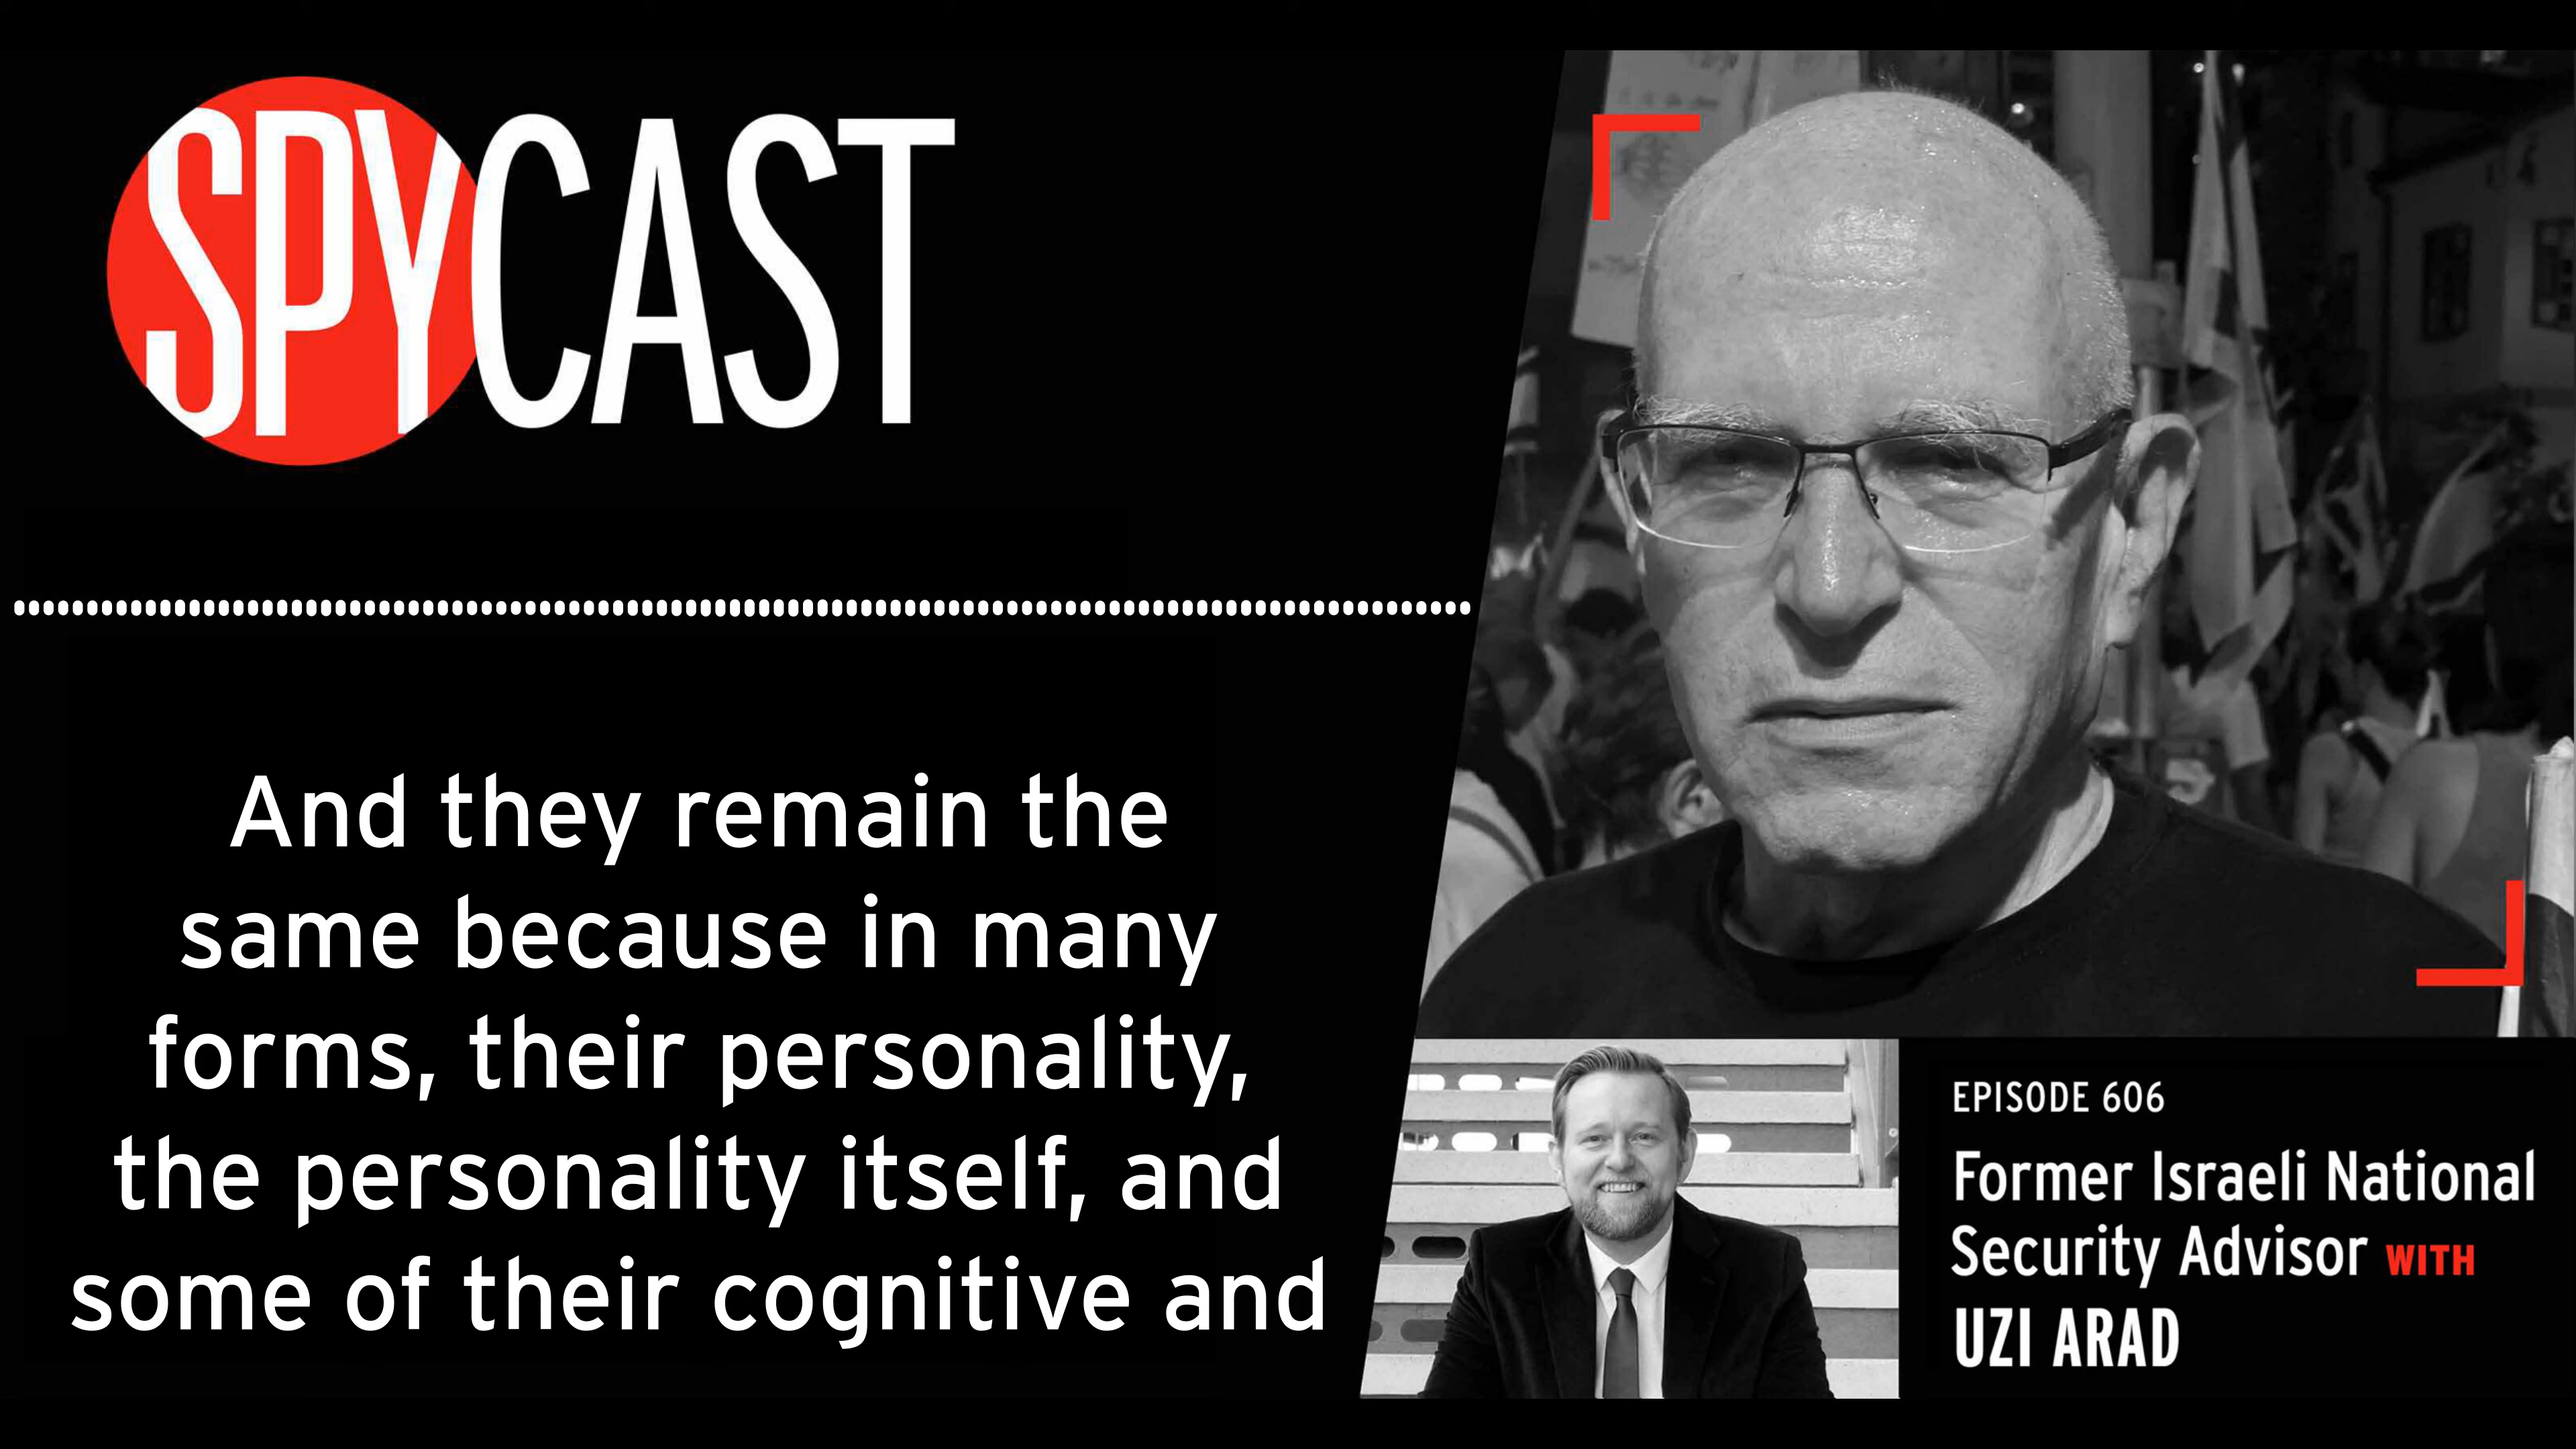 SPYCAST
And they remain the
same because in many
forms, their personality,
the personality itself, and
some of their cognitive and
EPISODE 606
Former Israeli National
Security Advisor WITH
UZI ARAD